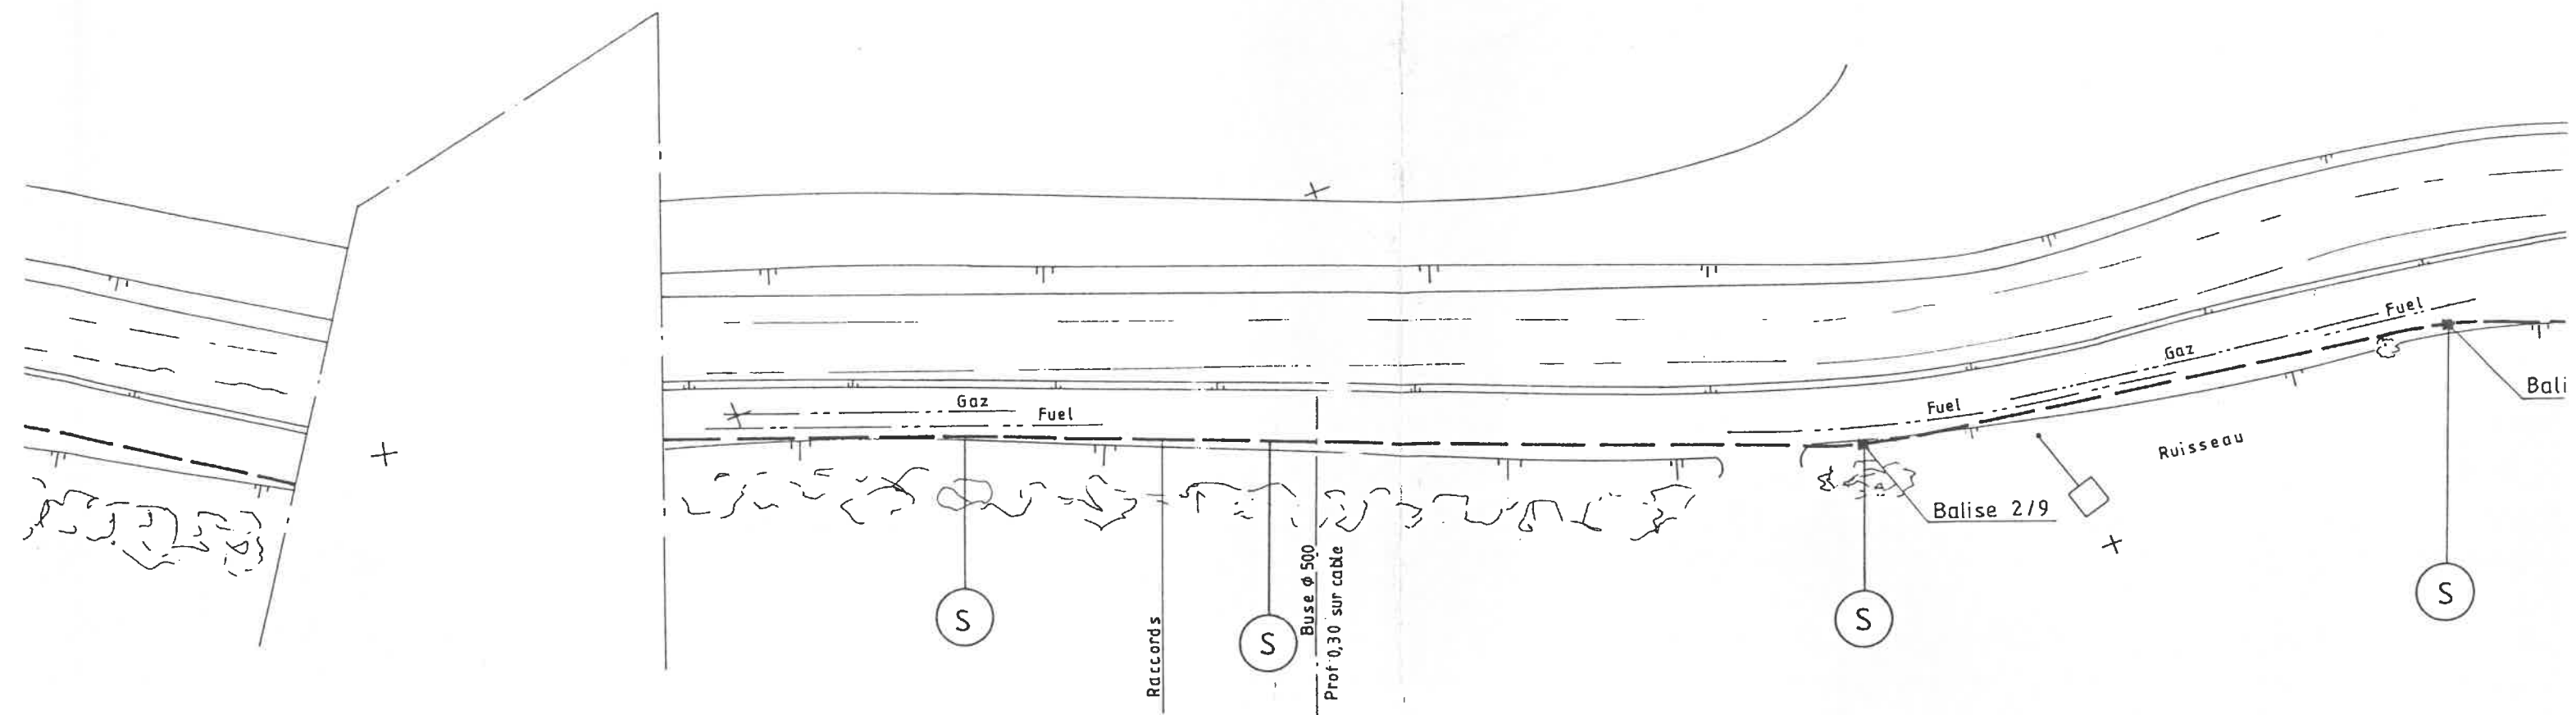 Gaz
Fuel
Fuel
Gaz
Fuel
Ruisseau
Bali
Balise 2/9
S
S
S
S
Raccords
Buse ϕ 500
Prof 0,30 sur cable